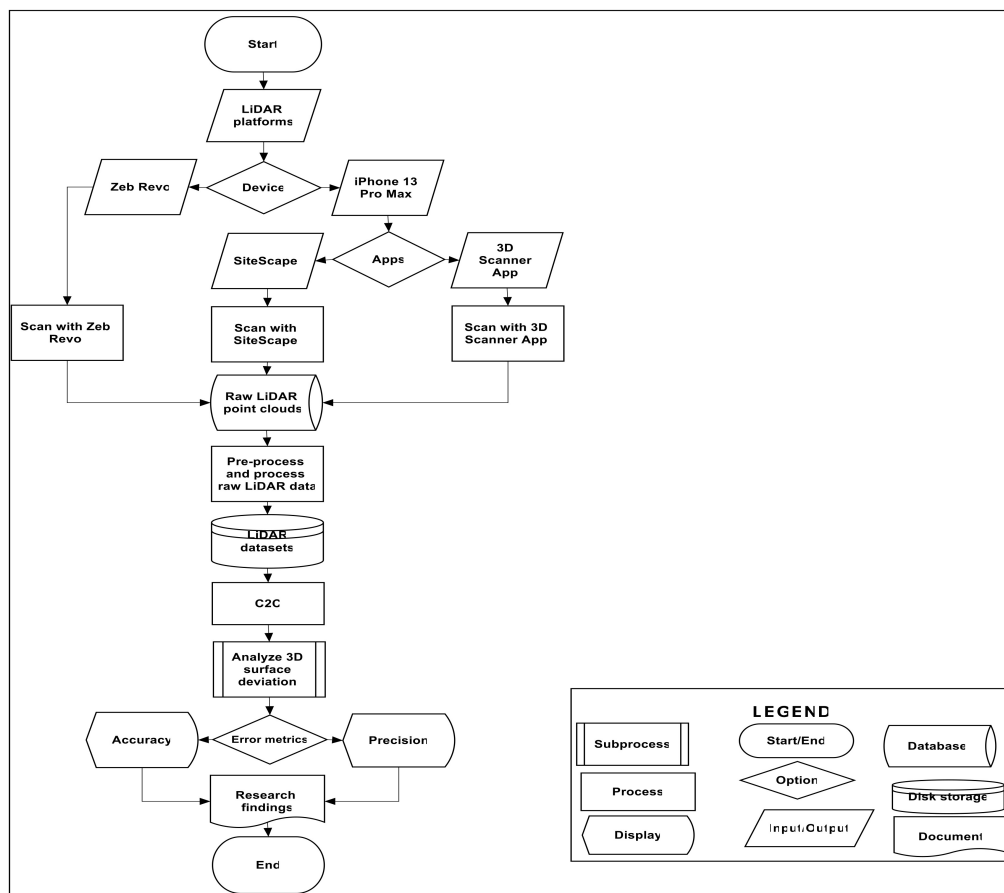 Start
LiDAR
platforms
Zeb Revo
Device
iPhone 13
Pro Max
SiteScape
Apps
3D
Scanner
App
Scan with Zeb
Revo
Scan with
SiteScape
Scan with 3D
Scanner App
Raw LiDAR
point clouds
Pre-process
and process
raw LiDAR data
LiDAR
datasets
C2C
Analyze 3D
surface
deviation
Accuracy
Error metrics
Precision
Research
findings
End
LEGEND
Subprocess
Start/End
Database
Process
Option
Disk storage
Display
Input/Output
Document